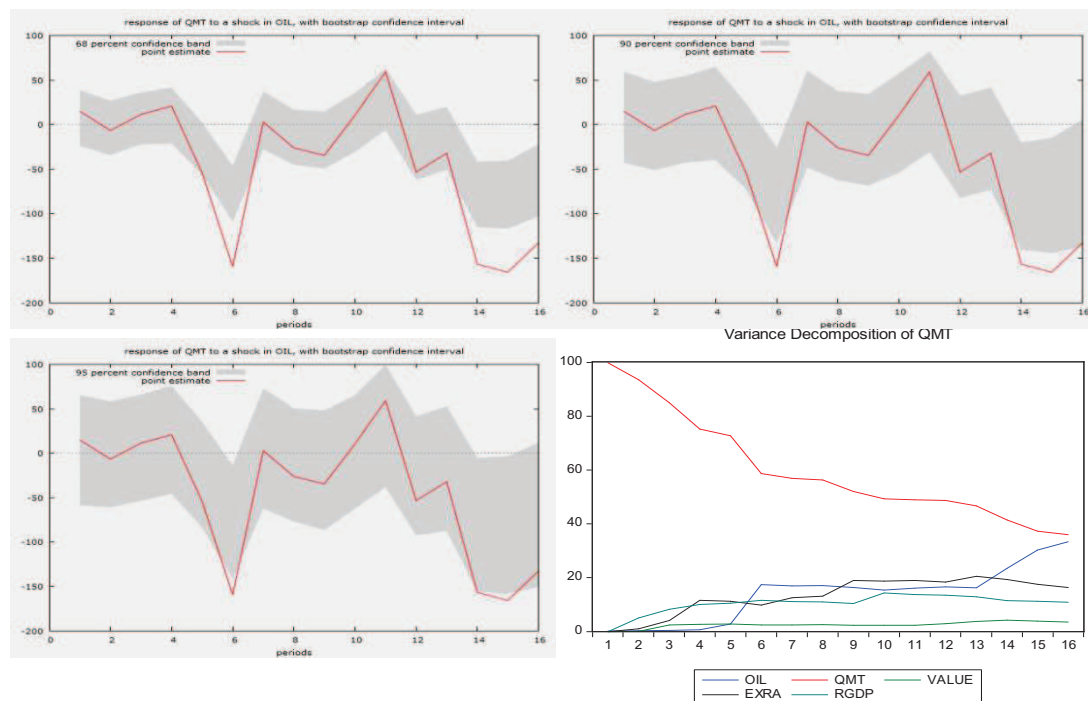 response of QMT to a shock in OIL, with bootstrap confidence interval
100
50
0
-50
-100
-150
-200
68 percent confidence band
point estimate
0 2 4 6 8 10 12 14 16
periods
response of QMT to a shock in OIL, with bootstrap confidence interval
100
50
0
-50
-100
-150
-200
90 percent confidence band
point estimate
0 2 4 6 8 10 12 14 16
periods
response of QMT to a shock in OIL, with bootstrap confidence interval
100
50
0
-50
-100
-150
-200
95 percent confidence band
point estimate
0 2 4 6 8 10 12 14 16
periods
Variance Decomposition of QMT
100
80
60
40
20
0
1 2 3 4 5 6 7 8 9 10 11 12 13 14 15 16
OIL QMT VALUE
EXRA RGDP